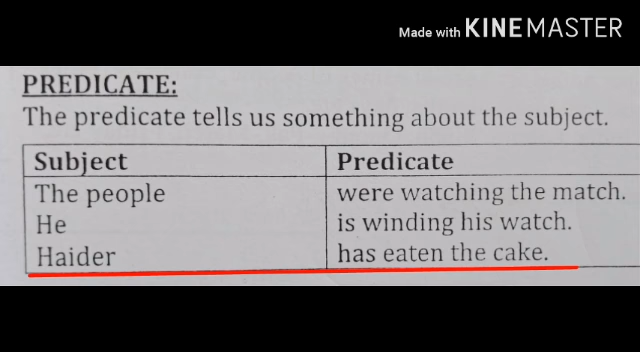 Made with KINEMASTER
PREDICATE:
The predicate tells us something about the subject.
Subject Predicate
The people were watching the match.
He is winding his watch.
Haider has eaten the cake.